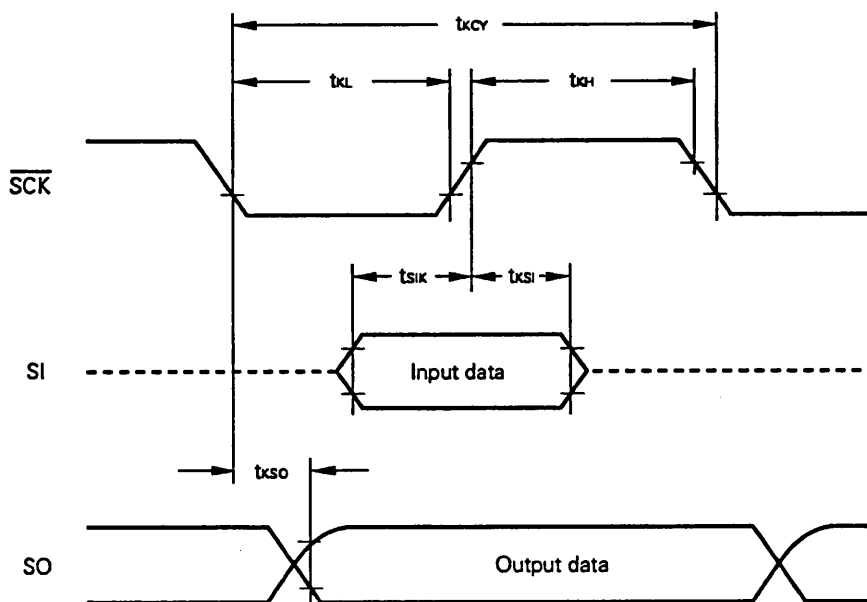 tKCY
tKL
tKH
SCK
tSIK
tKSI
SI
Input data
tKSO
SO
Output data